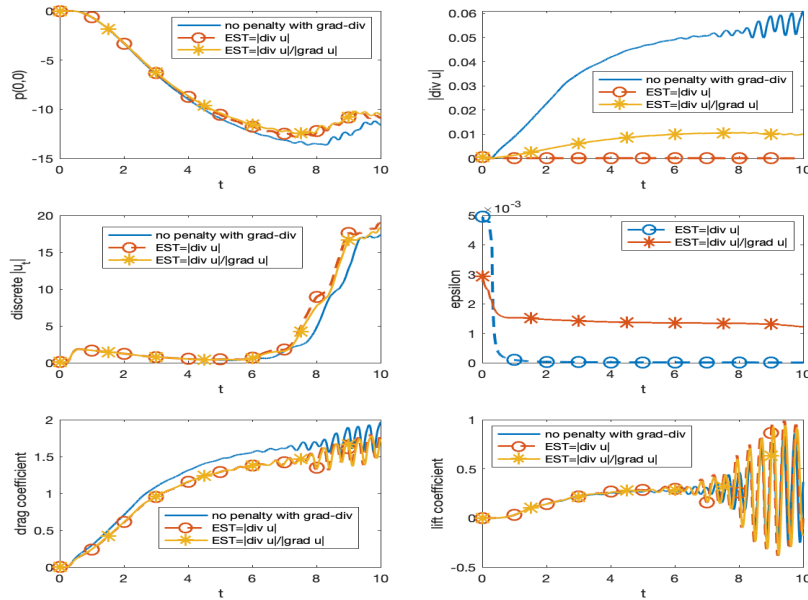 0
-5
-10
-15
p(0,0)
no penalty with grad-div
EST=|div u|
EST=|div u|/|grad u|
0 2 4 6 8 10
t
0.06
0.05
0.04
0.03
0.02
0.01
0
|div u|
no penalty with grad-div
EST=|div u|
EST=|div u|/|grad u|
0 2 4 6 8 10
t
20
15
10
5
0
discrete |u_t|
no penalty with grad-div
EST=|div u|
EST=|div u|/|grad u|
0 2 4 6 8 10
t
×10^-3
5
4
3
2
1
0
epsilon
EST=|div u|
EST=|div u|/|grad u|
0 2 4 6 8 10
t
2
1.5
1
0.5
0
drag coefficient
no penalty with grad-div
EST=|div u|
EST=|div u|/|grad u|
0 2 4 6 8 10
t
1
0.5
0
-0.5
lift coefficient
no penalty with grad-div
EST=|div u|
EST=|div u|/|grad u|
0 2 4 6 8 10
t